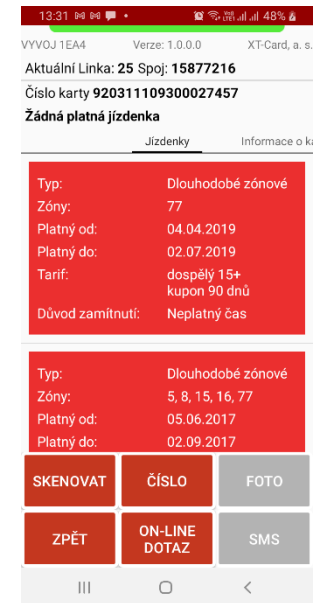 13:31 48%
VYVOJ 1EA4 Verze: 1.0.0.0 XT-Card, a. s.
Aktuální Linka: 25 Spoj: 15877216
Číslo karty 920311109300027457
Žádná platná jízdenka
Jízdenky Informace o ka
Typ: Dlouhodobé zónové
Zóny: 77
Platný od: 04.04.2019
Platný do: 02.07.2019
Tarif: dospělý 15+
kupon 90 dnů
Důvod zamítnutí: Neplatný čas
Typ: Dlouhodobé zónové
Zóny: 5, 8, 15, 16, 77
Platný od: 05.06.2017
Platný do: 02.09.2017
SKENOVAT ČÍSLO FOTO
ZPĚT ON-LINE
DOTAZ SMS